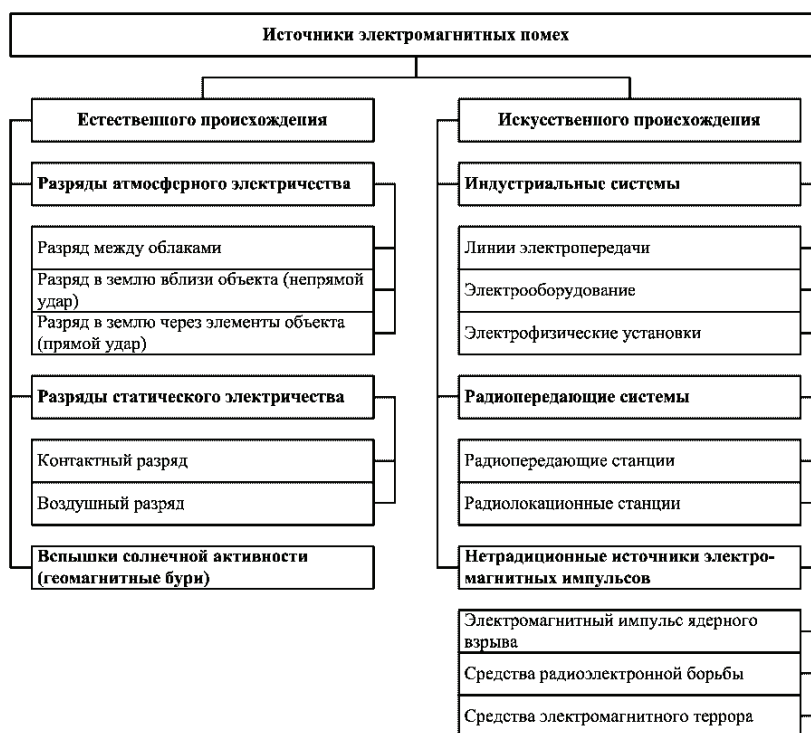 Источники электромагнитных помех
Естественного происхождения
Разряды атмосферного электричества
Разряд между облаками
Разряд в землю вблизи объекта (непрямой
удар)
Разряд в землю через элементы объекта
(прямой удар)
Разряды статического электричества
Контактный разряд
Воздушный разряд
Вспышки солнечной активности
(геомагнитные бури)
Искусственного происхождения
Индустриальные системы
Линии электропередачи
Электрооборудование
Электрофизические установки
Радиопередающие системы
Радиопередающие станции
Радиолокационные станции
Нетрадиционные источники электро-
магнитных импульсов
Электромагнитный импульс ядерного
взрыва
Средства радиоэлектронной борьбы
Средства электромагнитного террора